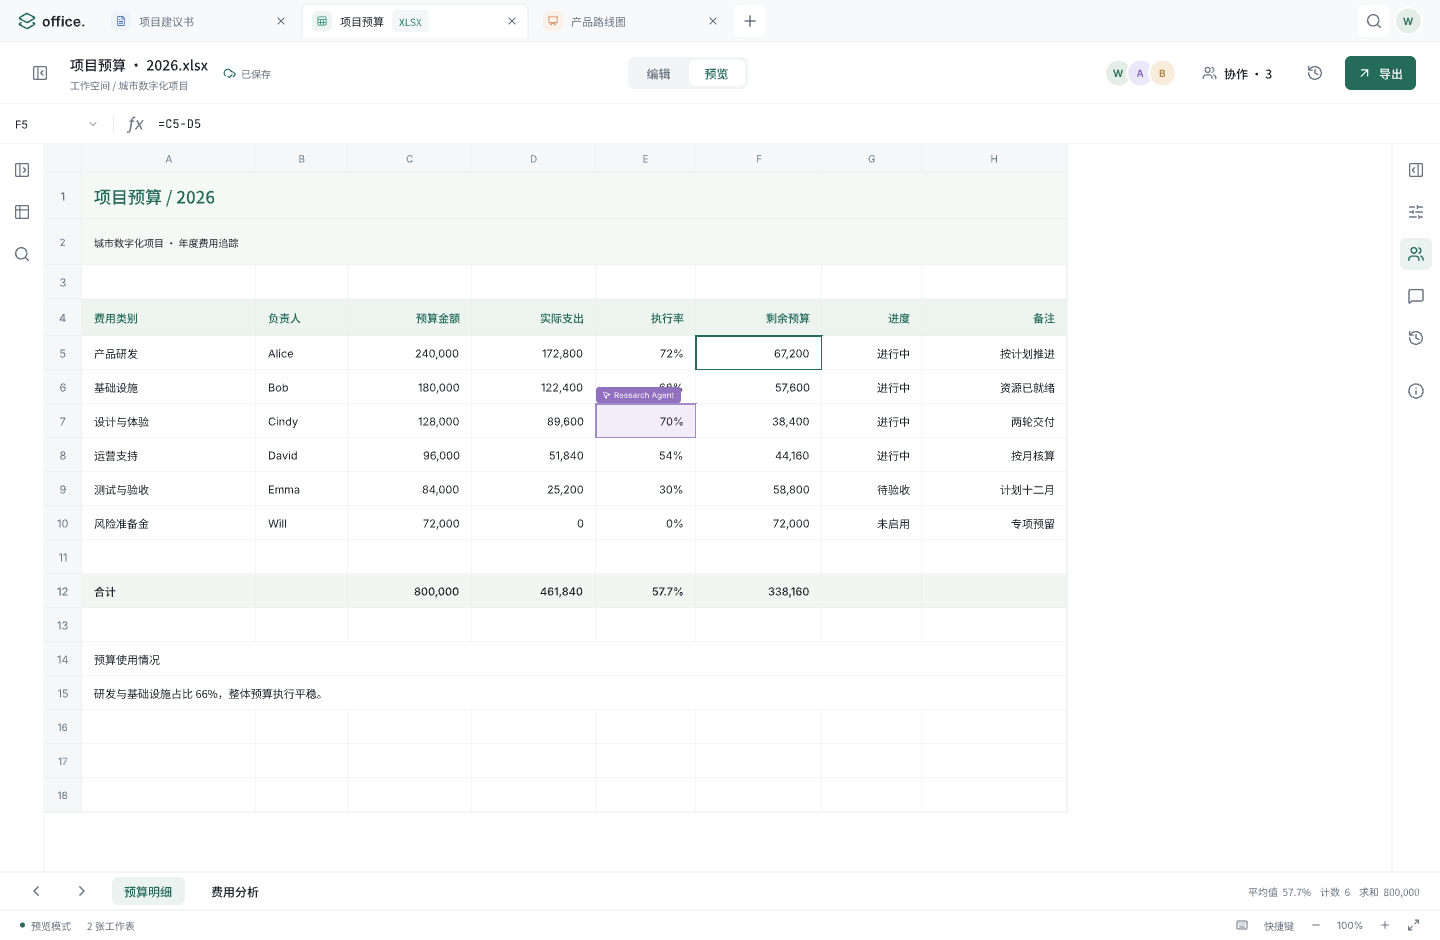 office.
项目建议书
项目预算 XLSX
产品路线图
W
项目预算 · 2026.xlsx
工作空间 / 城市数字化项目
已保存
编辑 预览
W A B
协作 · 3
导出
F5
fx =C5-D5
A B C D E F G H
1 项目预算 / 2026
2 城市数字化项目 · 年度费用追踪
3
4 费用类别 负责人 预算金额 实际支出 执行率 剩余预算 进度 备注
5 产品研发 Alice 240,000 172,800 72% 67,200 进行中 按计划推进
6 基础设施 Bob 180,000 122,400 68% 57,600 进行中 资源已就绪
Research Agent
7 设计与体验 Cindy 128,000 89,600 70% 38,400 进行中 两轮交付
8 运营支持 David 96,000 51,840 54% 44,160 进行中 按月核算
9 测试与验收 Emma 84,000 25,200 30% 58,800 待验收 计划十二月
10 风险准备金 Will 72,000 0 0% 72,000 未启用 专项预留
11
12 合计 800,000 461,840 57.7% 338,160
13
14 预算使用情况
15 研发与基础设施占比 66%，整体预算执行平稳。
16
17
18
预算明细 费用分析
平均值 57.7% 计数 6 求和 800,000
预览模式 2 张工作表
快捷键 − 100% +